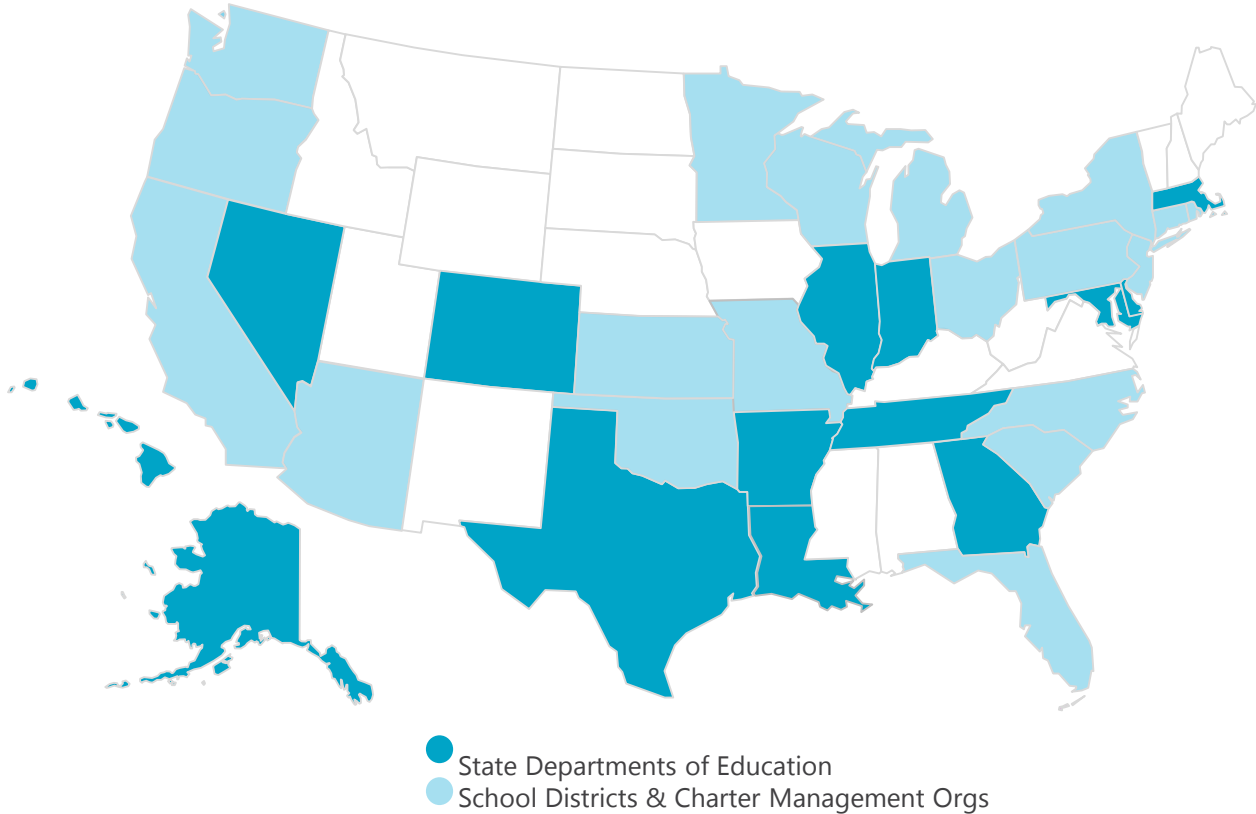 State Departments of Education
School Districts & Charter Management Orgs